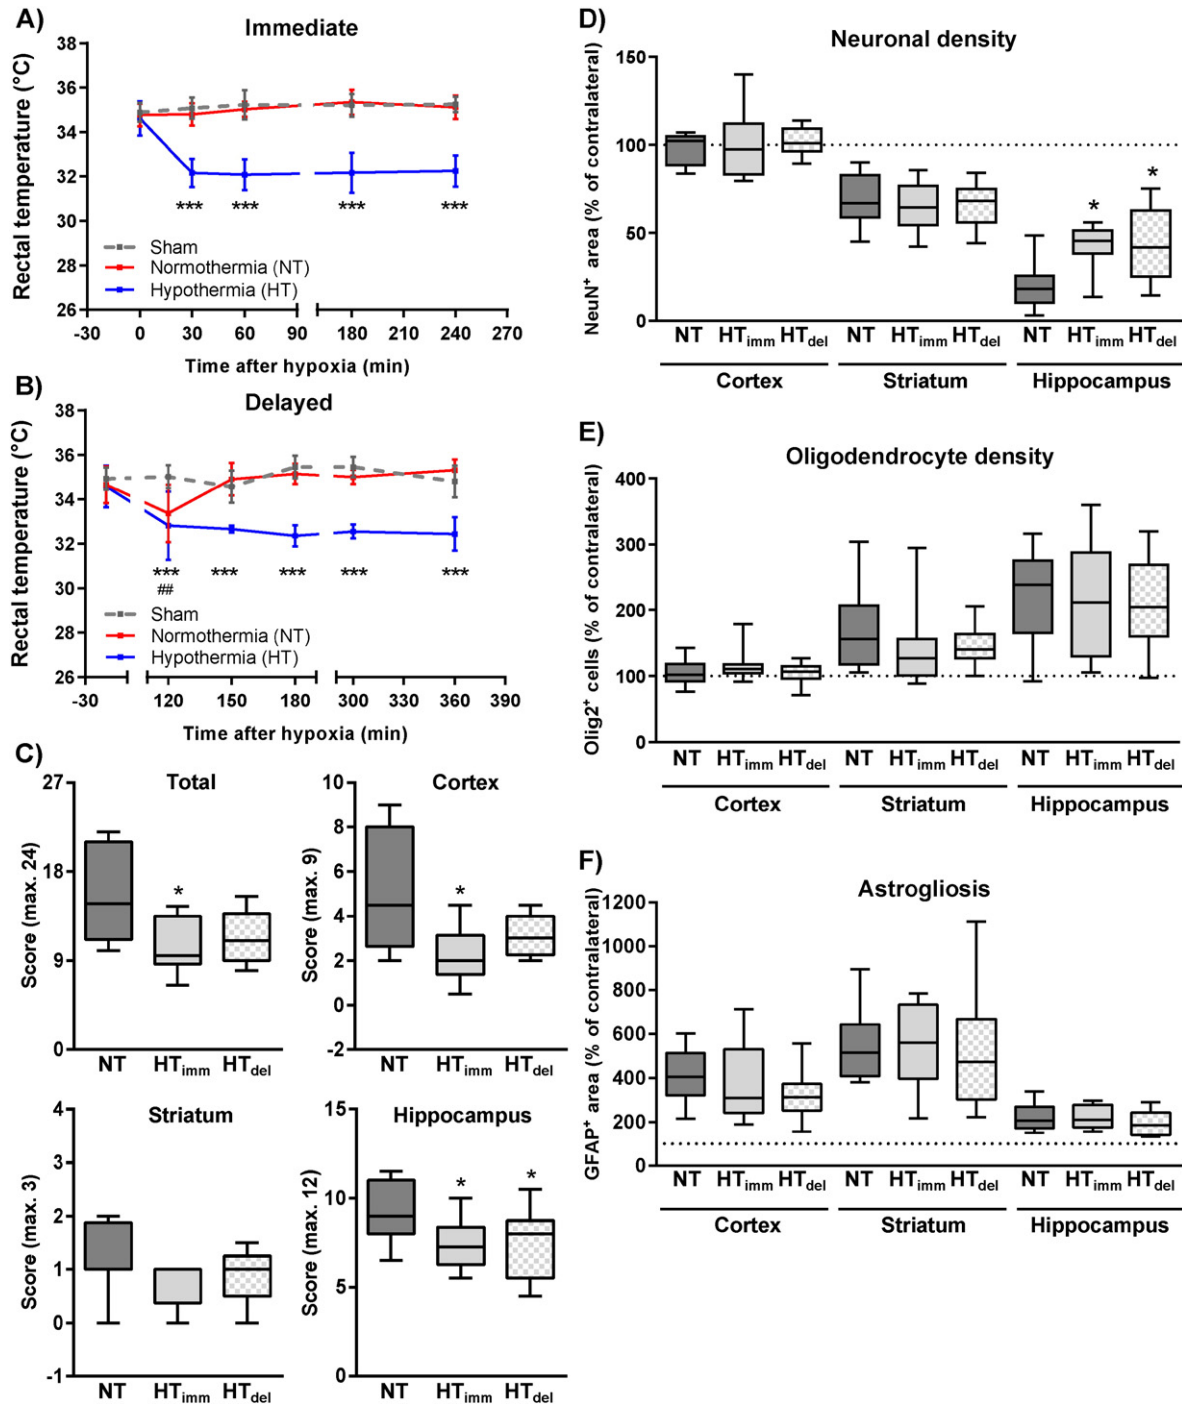 A)
Immediate
Rectal temperature (°C)
38
36
34
32
30
28
26
*** *** *** ***
Sham
Normothermia (NT)
Hypothermia (HT)
-30 0 30 60 90 180 210 240 270
Time after hypoxia (min)
B)
Delayed
Rectal temperature (°C)
38
36
34
32
30
28
26
*** *** *** *** ***
##
Sham
Normothermia (NT)
Hypothermia (HT)
-30 120 150 180 300 330 360 390
Time after hypoxia (min)
C)
Total
Score (max. 24)
27
18
9
0
*
NT HTimm HTdel
Cortex
Score (max. 9)
10
8
6
4
2
0
-2
*
NT HTimm HTdel
Striatum
Score (max. 3)
4
3
2
1
0
-1
NT HTimm HTdel
Hippocampus
Score (max. 12)
15
10
5
0
* *
NT HTimm HTdel
D)
Neuronal density
NeuN+ area (% of contralateral)
150
100
50
0
* *
NT HTimm HTdel NT HTimm HTdel NT HTimm HTdel
Cortex Striatum Hippocampus
E)
Oligodendrocyte density
Olig2+ cells (% of contralateral)
400
300
200
100
0
NT HTimm HTdel NT HTimm HTdel NT HTimm HTdel
Cortex Striatum Hippocampus
F)
Astrogliosis
GFAP+ area (% of contralateral)
1200
1000
800
600
400
200
0
NT HTimm HTdel NT HTimm HTdel NT HTimm HTdel
Cortex Striatum Hippocampus